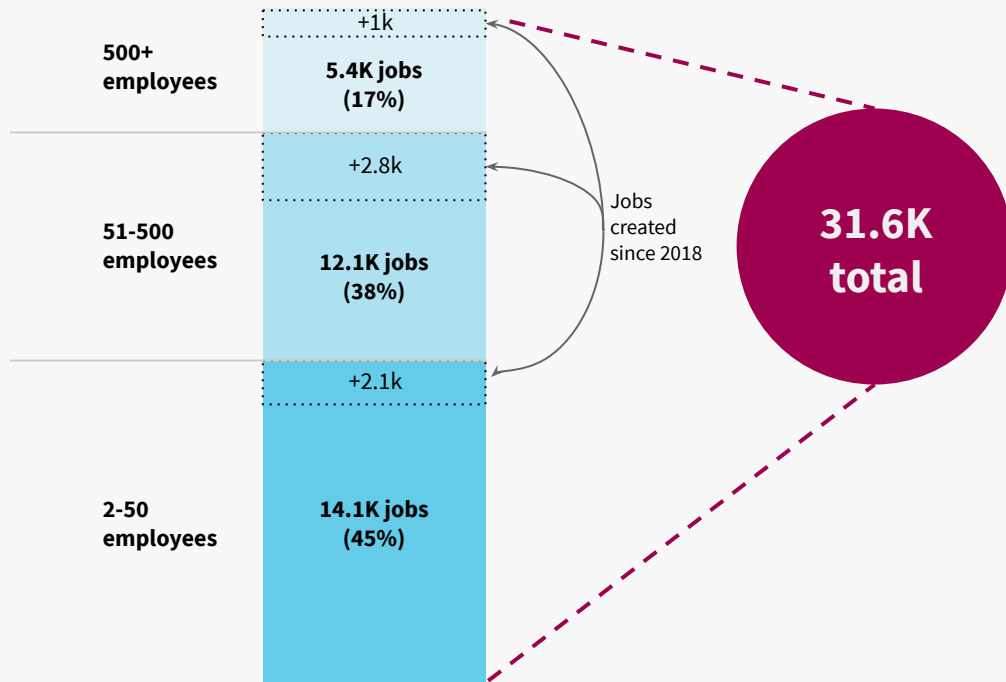 +1k
500+
employees
5.4K jobs
(17%)
+2.8k
51-500
employees
12.1K jobs
(38%)
Jobs
created
since 2018
31.6K
total
+2.1k
2-50
employees
14.1K jobs
(45%)